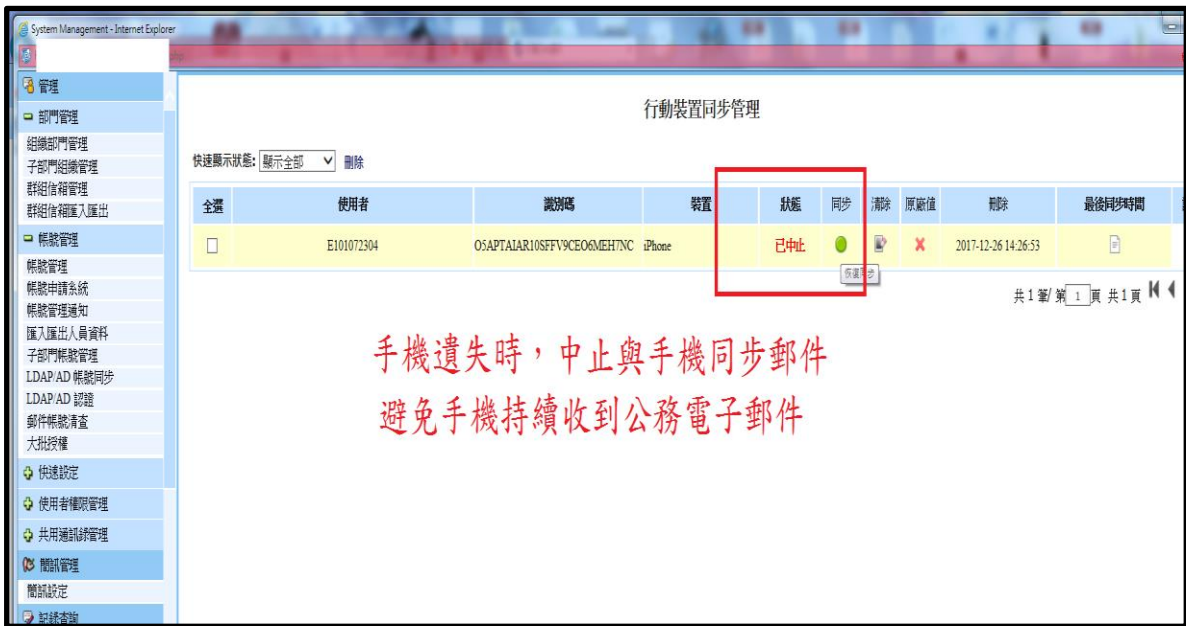 System Management - Internet Explorer
管理
部門管理
組織部門管理
子部門組織管理
群組信箱管理
群組信箱匯入匯出
帳號管理
帳號管理
帳號申請系統
帳號管理通知
匯入匯出人員資料
子部門帳號管理
LDAP/AD 帳號同步
LDAP/AD 認證
郵件帳號清查
大批授權
快速設定
使用者權限管理
共用通訊錄管理
簡訊管理
簡訊設定
記錄查詢
行動裝置同步管理
快速顯示狀態: 顯示全部 刪除
全選 使用者 識別碼 裝置 狀態 同步 清除 原廠值 刪除 最後同步時間
E101072304 O5APTAIAR10SFFV9CEO6MEH7NC iPhone 已中止 2017-12-26 14:26:53
恢復同步
共 1 筆/ 第 1 頁 共 1 頁
手機遺失時，中止與手機同步郵件
避免手機持續收到公務電子郵件